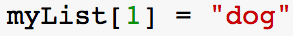 myList[1] = "dog"